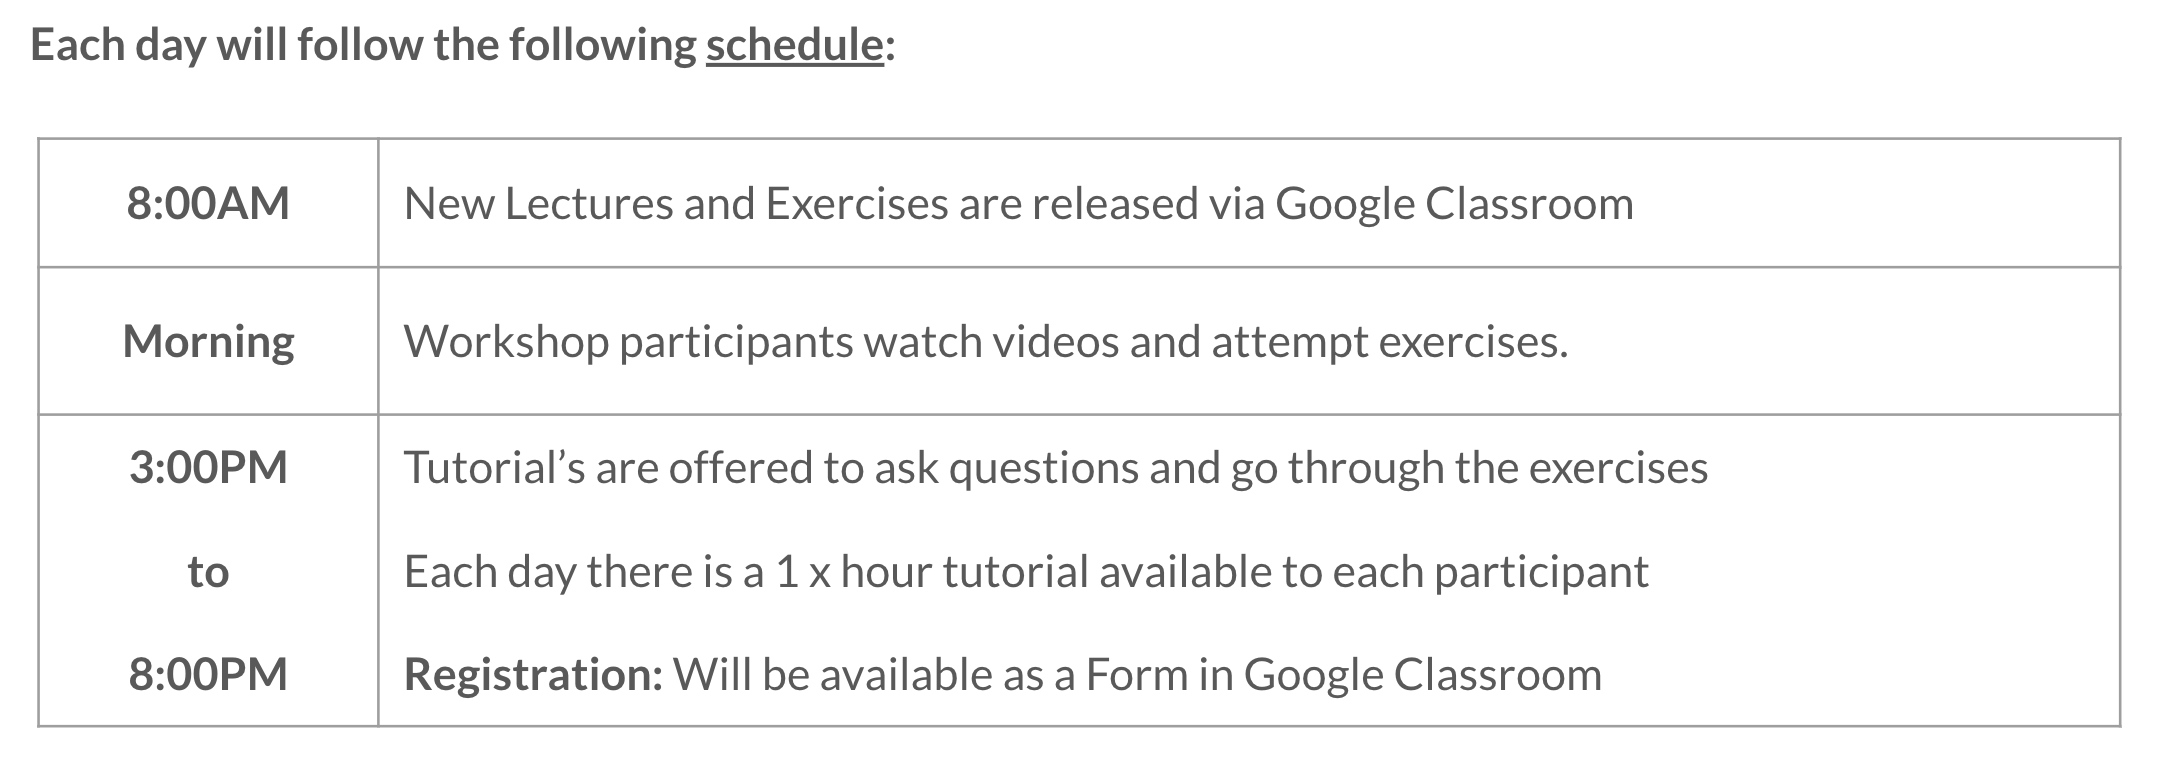 Each day will follow the following schedule:
8:00AM
New Lectures and Exercises are released via Google Classroom
Morning
Workshop participants watch videos and attempt exercises.
3:00PM
to
8:00PM
Tutorial’s are offered to ask questions and go through the exercises
Each day there is a 1 x hour tutorial available to each participant
Registration: Will be available as a Form in Google Classroom